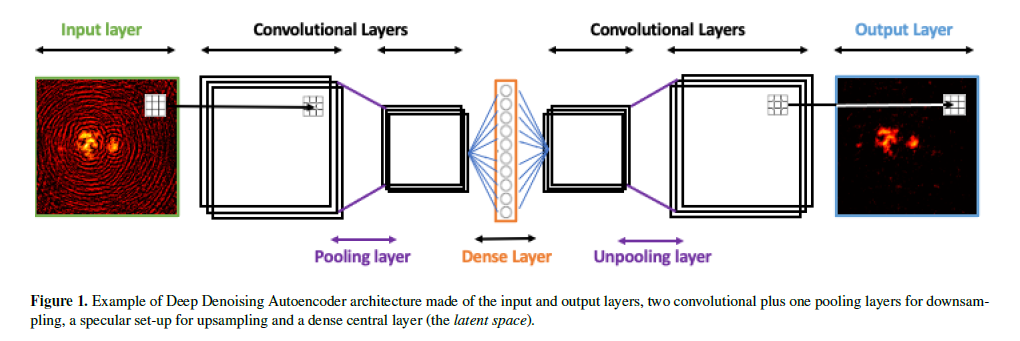 Input layer
Convolutional Layers
Convolutional Layers
Output Layer
Pooling layer
Dense Layer
Unpooling layer
Figure 1. Example of Deep Denoising Autoencoder architecture made of the input and output layers, two convolutional plus one pooling layers for downsam-
pling, a specular set-up for upsampling and a dense central layer (the latent space).